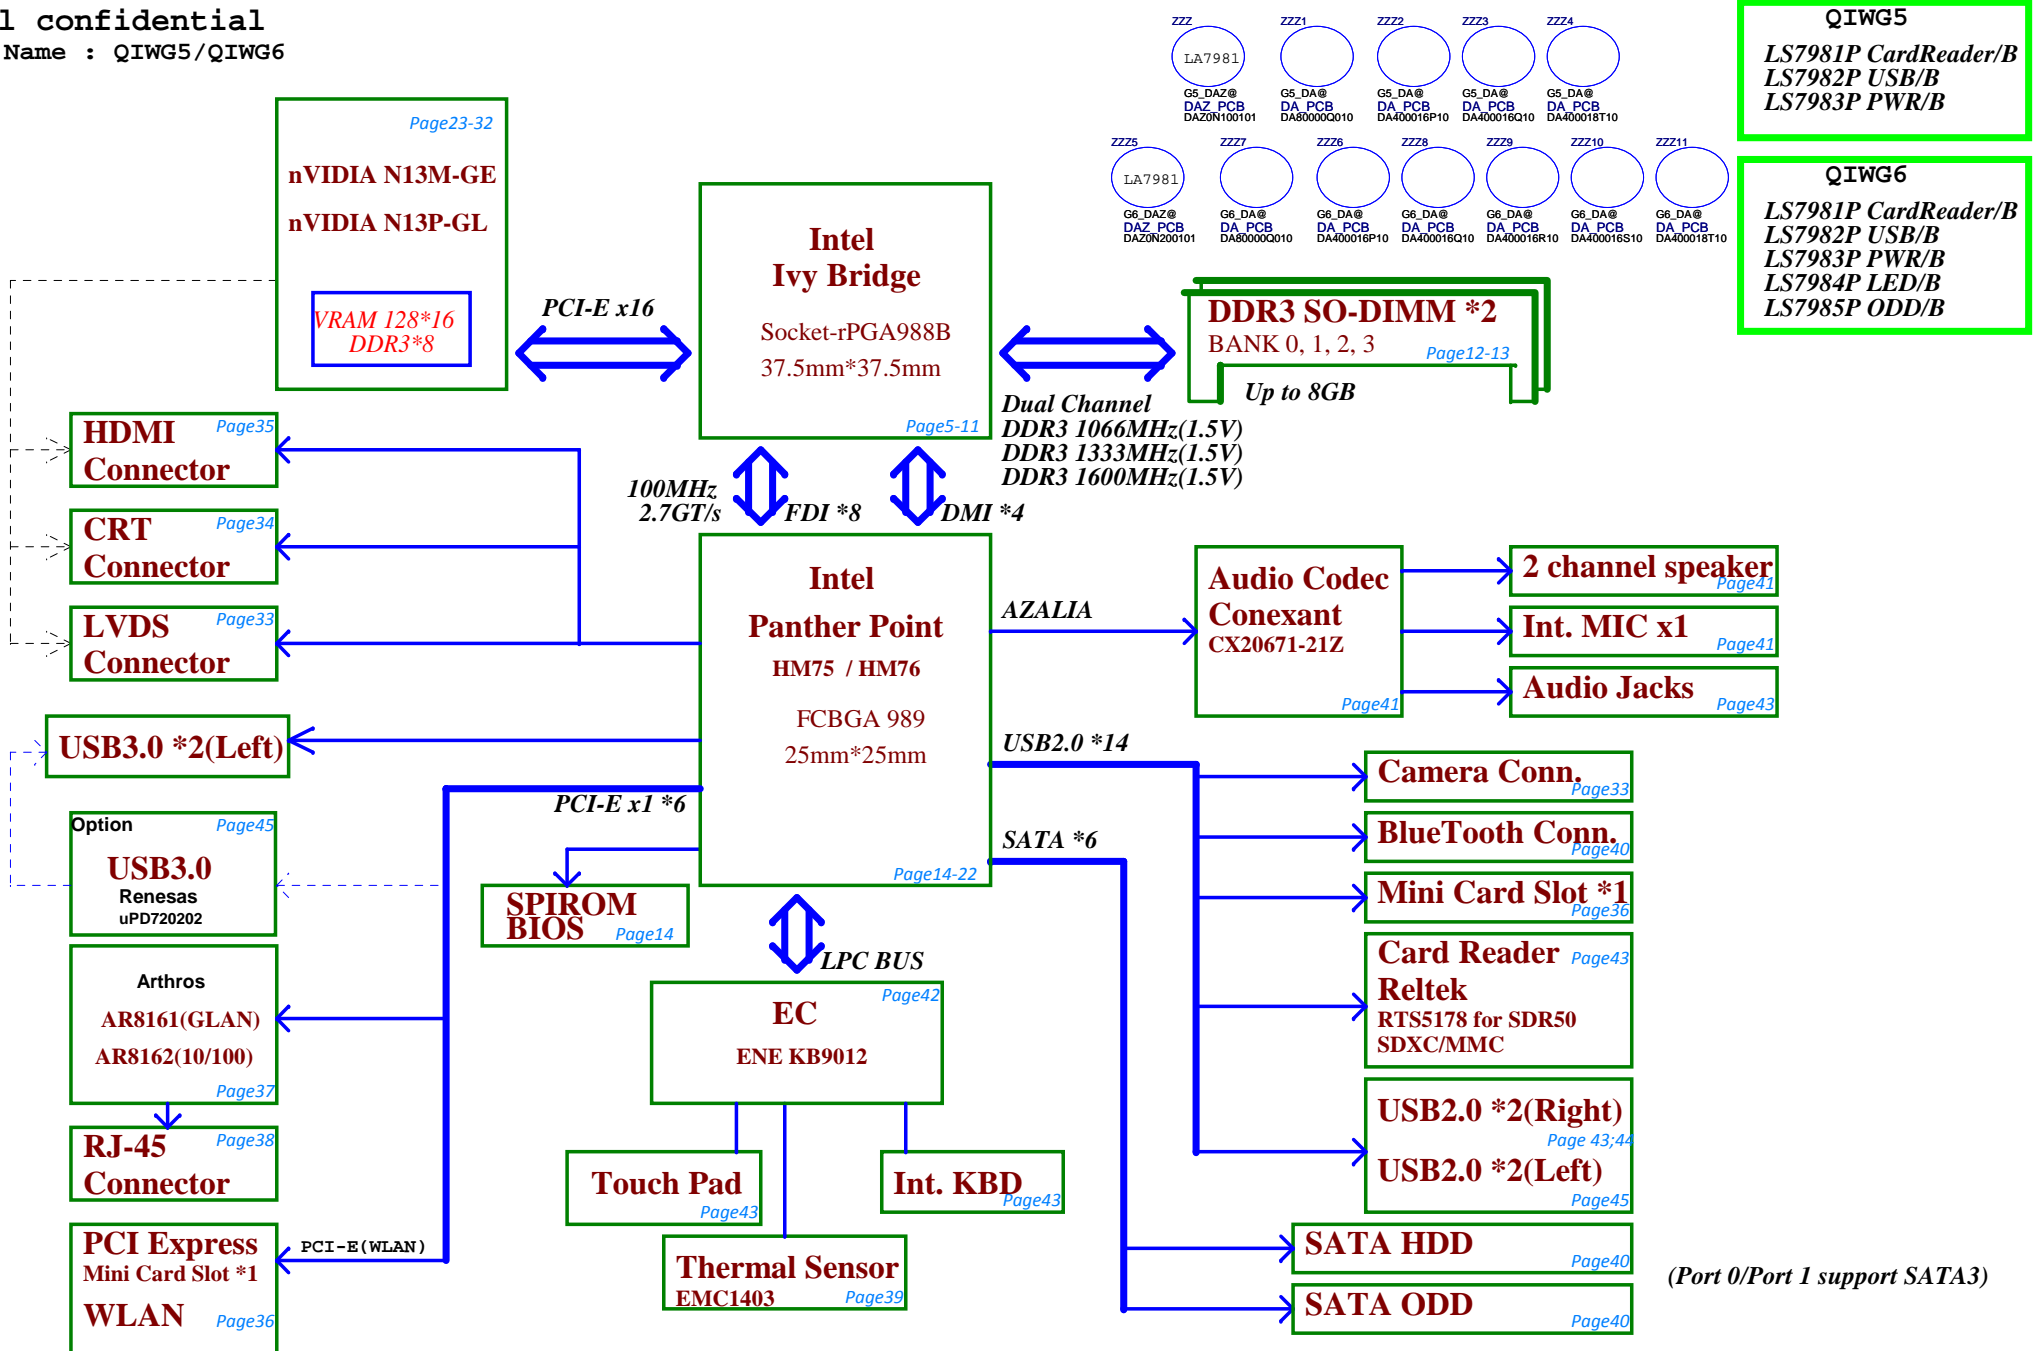 l confidential
Name : QIWG5/QIWG6
ZZZ
LA7981
G5_DAZ@
DAZ_PCB
DAZ0N100101
ZZZ1
G5_DA@
DA_PCB
DA80000Q010
ZZZ2
G5_DA@
DA_PCB
DA400016P10
ZZZ3
G5_DA@
DA_PCB
DA400016Q10
ZZZ4
G5_DA@
DA_PCB
DA400018T10
ZZZ5
LA7981
G6_DAZ@
DAZ_PCB
DAZ0N200101
ZZZ7
G6_DA@
DA_PCB
DA80000Q010
ZZZ6
G6_DA@
DA_PCB
DA400016P10
ZZZ8
G6_DA@
DA_PCB
DA400016Q10
ZZZ9
G6_DA@
DA_PCB
DA400016R10
ZZZ10
G6_DA@
DA_PCB
DA400016S10
ZZZ11
G6_DA@
DA_PCB
DA400018T10
QIWG5
LS7981P CardReader/B
LS7982P USB/B
LS7983P PWR/B
QIWG6
LS7981P CardReader/B
LS7982P USB/B
LS7983P PWR/B
LS7984P LED/B
LS7985P ODD/B
Page23-32
nVIDIA N13M-GE
nVIDIA N13P-GL
VRAM 128*16
DDR3*8
PCI-E x16
Intel
Ivy Bridge
Socket-rPGA988B
37.5mm*37.5mm
Page5-11
DDR3 SO-DIMM *2
BANK 0, 1, 2, 3
Page12-13
Up to 8GB
Dual Channel
DDR3 1066MHz(1.5V)
DDR3 1333MHz(1.5V)
DDR3 1600MHz(1.5V)
100MHz
2.7GT/s
FDI *8
DMI *4
HDMI
Connector
Page35
CRT
Connector
Page34
LVDS
Connector
Page33
USB3.0 *2(Left)
Option
Page45
USB3.0
Renesas
uPD720202
Arthros
AR8161(GLAN)
AR8162(10/100)
Page37
RJ-45
Connector
Page38
PCI Express
Mini Card Slot *1
WLAN
Page36
PCI-E(WLAN)
Intel
Panther Point
HM75 / HM76
FCBGA 989
25mm*25mm
Page14-22
PCI-E x1 *6
SPIROM
BIOS
Page14
LPC BUS
Page42
EC
ENE KB9012
Touch Pad
Page43
Int. KBD
Page43
Thermal Sensor
EMC1403
Page39
AZALIA
Audio Codec
Conexant
CX20671-21Z
Page41
2 channel speaker
Page41
Int. MIC x1
Page41
Audio Jacks
Page43
USB2.0 *14
SATA *6
Camera Conn.
Page33
BlueTooth Conn.
Page40
Mini Card Slot *1
Page36
Card Reader
Page43
Reltek
RTS5178 for SDR50
SDXC/MMC
USB2.0 *2(Right)
Page 43;44
USB2.0 *2(Left)
Page45
SATA HDD
Page40
SATA ODD
Page40
(Port 0/Port 1 support SATA3)